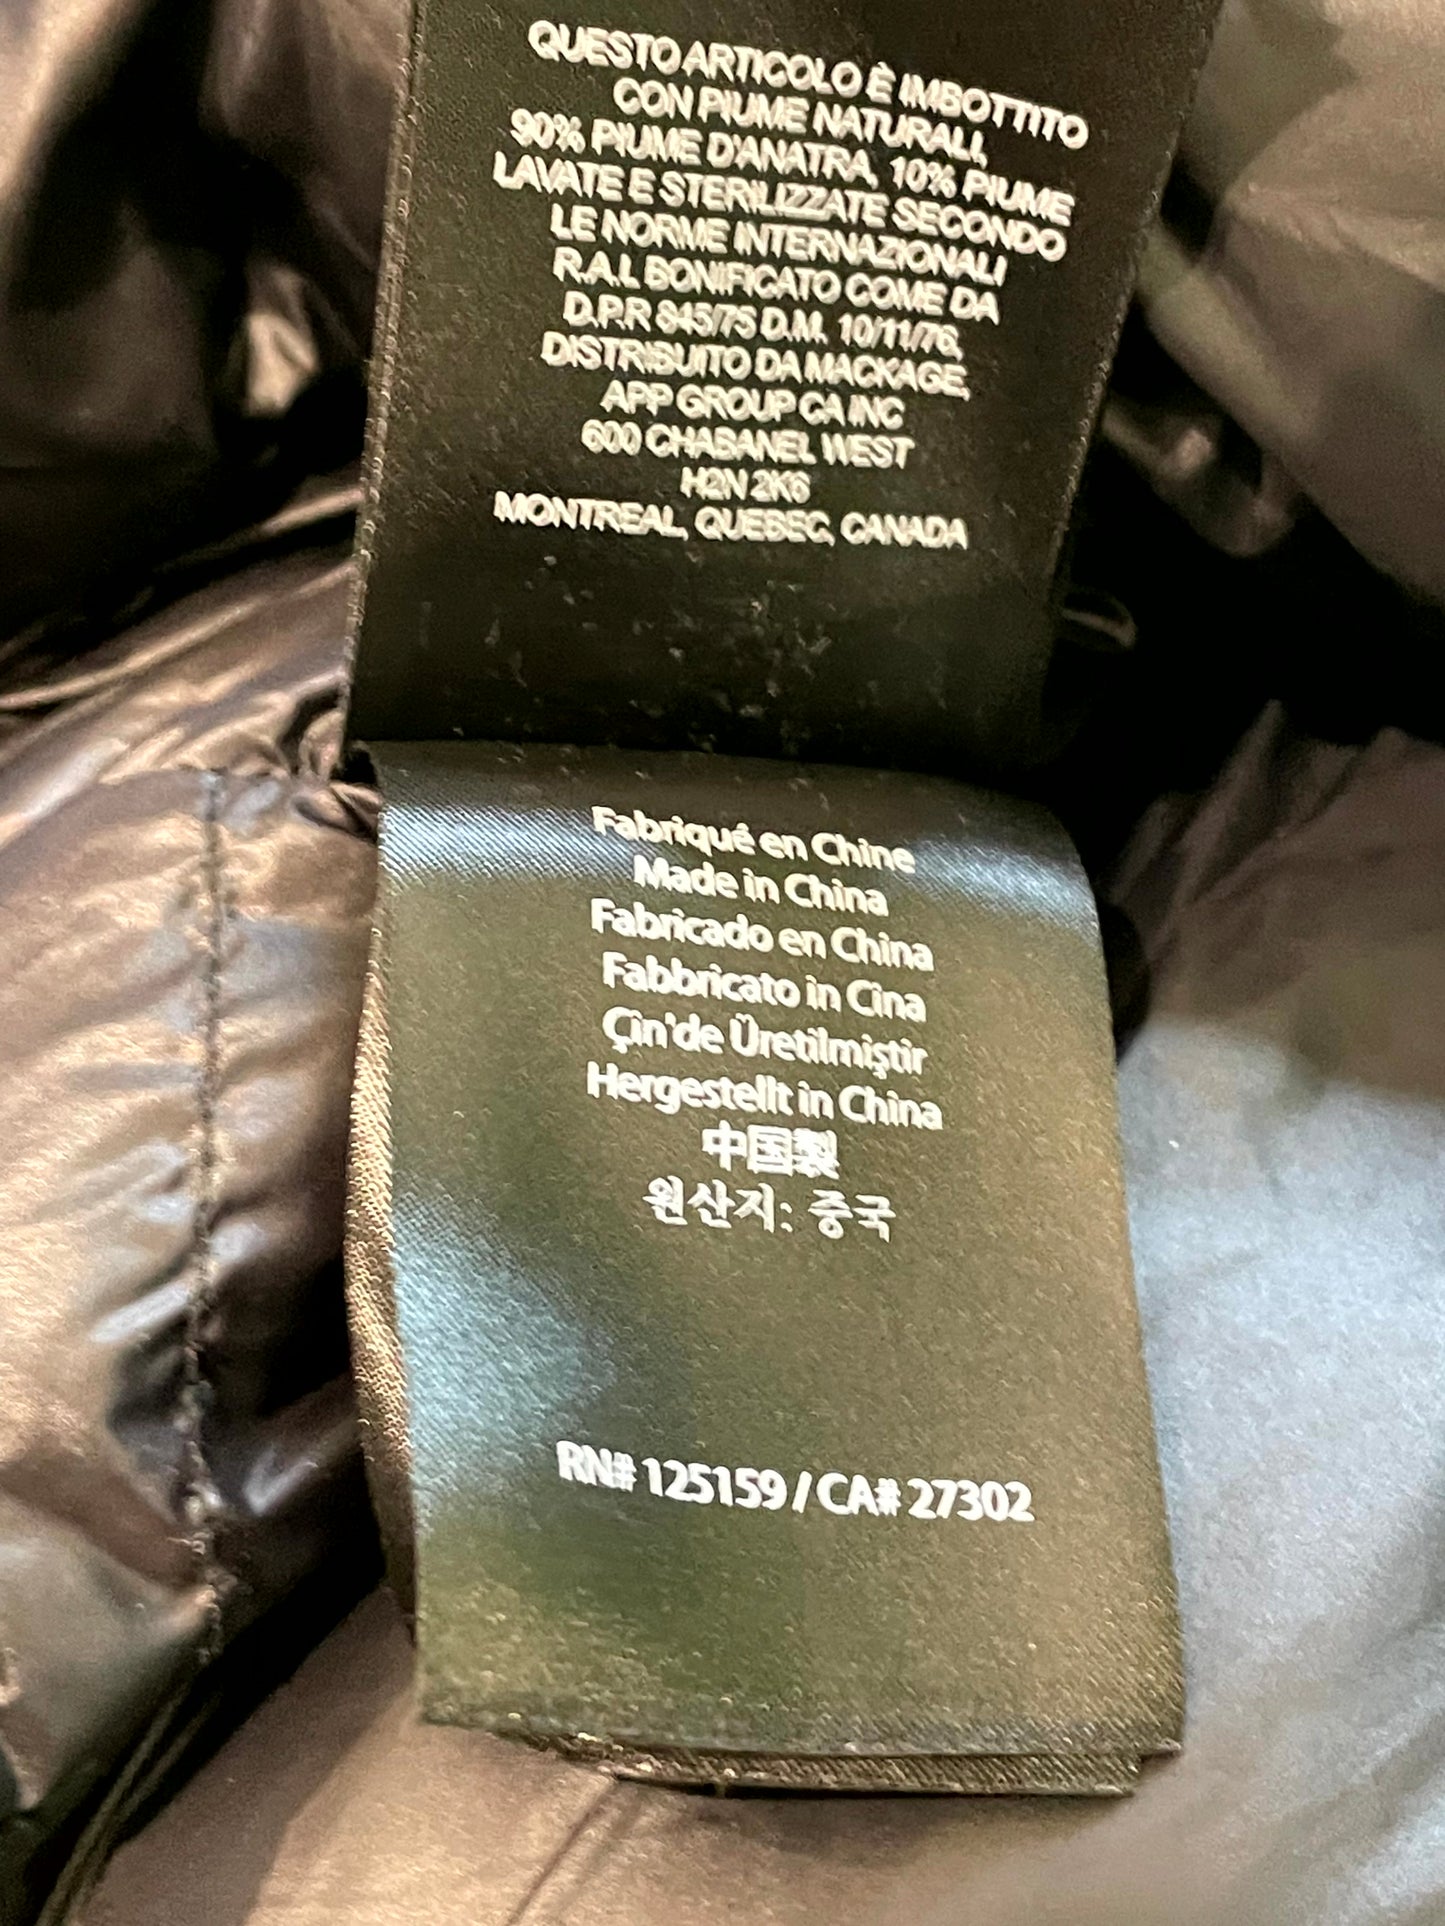 QUESTO ARTICOLO È IMBOTTITO
CON PIUME NATURALI,
90% PIUME D'ANATRA, 10% PIUME
LAVATE E STERILIZZATE SECONDO
LE NORME INTERNAZIONALI
R.A.L BONIFICATO COME DA
D.P.R 845/75 D.M. 10/11/76,
DISTRIBUITO DA MACKAGE,
APP GROUP CA INC
600 CHABANEL WEST
H2N 2K6
MONTREAL, QUEBEC, CANADA
Fabriqué en Chine
Made in China
Fabricado en China
Fabbricato in Cina
Çin'de Üretilmiştir
Hergestellt in China
中国製
원산지: 중국
RN# 125159 / CA# 27302